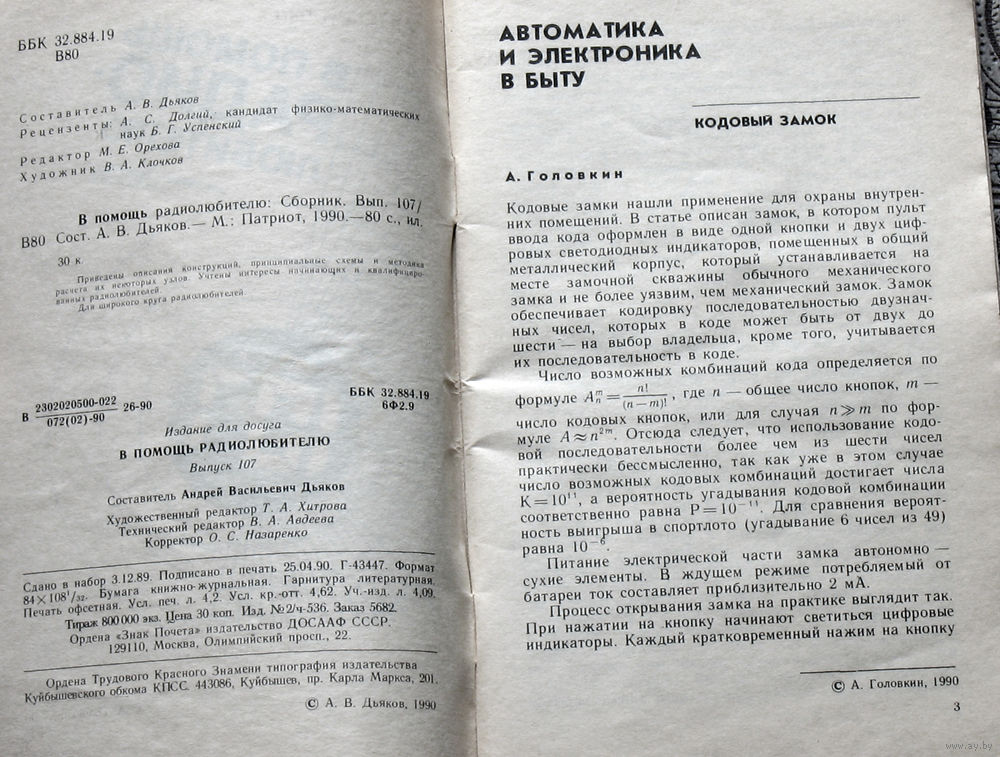 ББК 32.884.19
В80
Составитель А. В. Дьяков
Рецензенты: А. С. Долгий, кандидат физико-математических
наук Б. Г. Успенский
Редактор М. Е. Орехова
Художник В. А. Клочков
В помощь радиолюбителю: Сборник. Вып. 107/
В80 Сост. А. В. Дьяков.— М.: Патриот, 1990.—80 с., ил.
30 к.
Приведены описания конструкций, принципиальные схемы и методика
расчета их некоторых узлов. Учтены интересы начинающих и квалифициро-
ванных радиолюбителей.
Для широкого круга радиолюбителей.
В 2302020500-022/072(02)-90 26-90
ББК 32.884.19
6Ф2.9
Издание для досуга
В ПОМОЩЬ РАДИОЛЮБИТЕЛЮ
Выпуск 107
Составитель Андрей Васильевич Дьяков
Художественный редактор Т. А. Хитрова
Технический редактор В. А. Авдеева
Корректор О. С. Назаренко
Сдано в набор 3.12.89. Подписано в печать 25.04.90. Г-43447. Формат
84×108¹/₃₂. Бумага книжно-журнальная. Гарнитура литературная.
Печать офсетная. Усл. печ. л. 4,2. Усл. кр.-отт. 4,62. Уч.-изд. л. 4,09.
Тираж 800 000 экз. Цена 30 коп. Изд. №2/ч-536. Заказ 5682.
Ордена «Знак Почета» издательство ДОСААФ СССР.
129110, Москва, Олимпийский просп., 22.
Ордена Трудового Красного Знамени типография издательства
Куйбышевского обкома КПСС. 443086, Куйбышев, пр. Карла Маркса, 201.
© А. В. Дьяков, 1990
АВТОМАТИКА
И ЭЛЕКТРОНИКА
В БЫТУ
КОДОВЫЙ ЗАМОК
А. Головкин
Кодовые замки нашли применение для охраны внутрен-
них помещений. В статье описан замок, в котором пульт
ввода кода оформлен в виде одной кнопки и двух циф-
ровых светодиодных индикаторов, помещенных в общий
металлический корпус, который устанавливается на
месте замочной скважины обычного механического
замка и не более уязвим, чем механический замок. Замок
обеспечивает кодировку последовательностью двузнач-
ных чисел, которых в коде может быть от двух до
шести — на выбор владельца, кроме того, учитывается
их последовательность в коде.
Число возможных комбинаций кода определяется по
формуле Aₙᵐ = n!/(n−m)!, где n — общее число кнопок, m —
число кодовых кнопок, или для случая n≫m по фор-
муле A≈n²ᵐ. Отсюда следует, что использование кодо-
вой последовательности более чем из шести чисел
практически бессмысленно, так как уже в этом случае
число возможных кодовых комбинаций достигает числа
K=10¹¹, а вероятность угадывания кодовой комбинации
соответственно равна P=10⁻¹¹. Для сравнения вероят-
ность выигрыша в спортлото (угадывание 6 чисел из 49)
равна 10⁻⁶.
Питание электрической части замка автономно —
сухие элементы. В ждущем режиме потребляемый от
батареи ток составляет приблизительно 2 мА.
Процесс открывания замка на практике выглядит так.
При нажатии на кнопку начинают светиться цифровые
индикаторы. Каждый кратковременный нажим на кнопку
© А. Головкин, 1990
3
www.ay.by